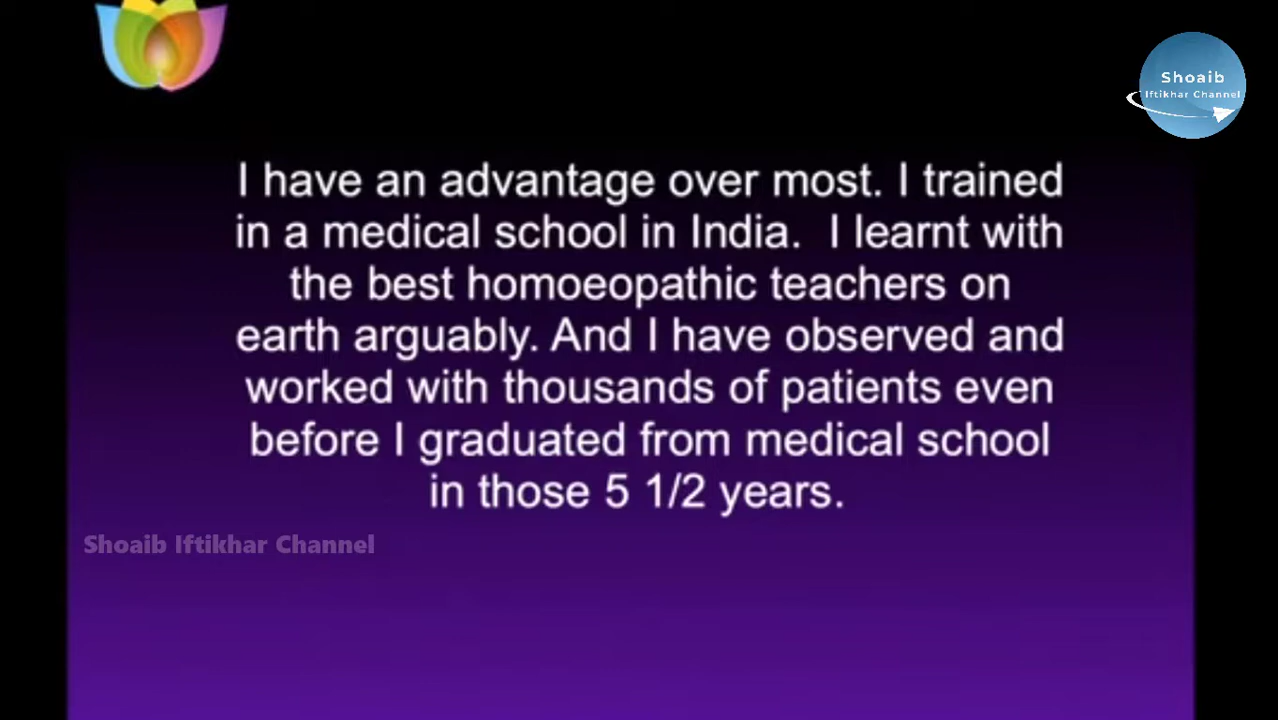 Shoaib
Iftikhar Channel
I have an advantage over most. I trained
in a medical school in India.  I learnt with
the best homoeopathic teachers on
earth arguably. And I have observed and
worked with thousands of patients even
before I graduated from medical school
in those 5 1/2 years.
Shoaib Iftikhar Channel